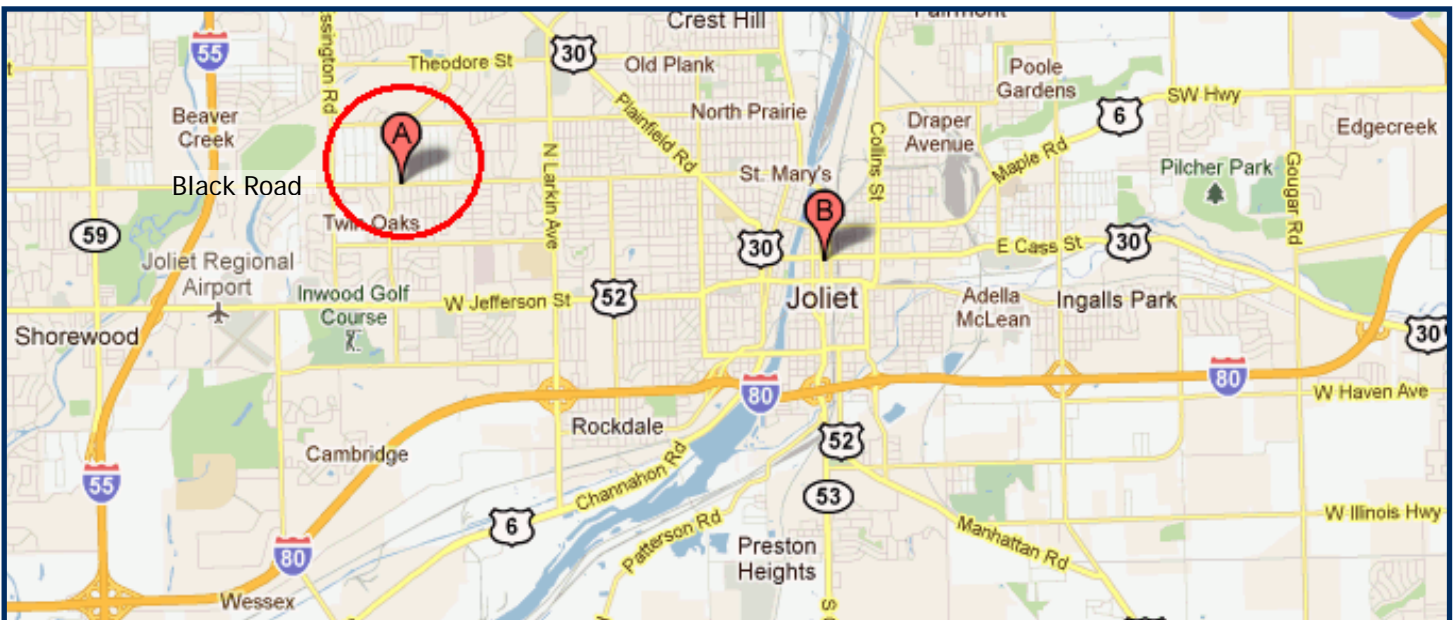 Crest Hill
Fairmont
55
ssington Rd
Theodore St
30
Old Plank
Poole
Gardens
SW Hwy
6
Beaver
Creek
North Prairie
Plainfield Rd
Collins St
Draper
Avenue
Edgecreek
A
N Larkin Ave
Maple Rd
Pilcher Park
Gougar Rd
Black Road
St. Mary's
B
Twin Oaks
59
30
E Cass St
30
Joliet Regional
Airport
Inwood Golf
Course
W Jefferson St
52
Joliet
Adella
McLean
Ingalls Park
Shorewood
30
80
80
W Haven Ave
Rockdale
52
Cambridge
55
Channahon Rd
53
6
W Illinois Hwy
Patterson Rd
Manhattan Rd
80
Preston
Heights
Wessex